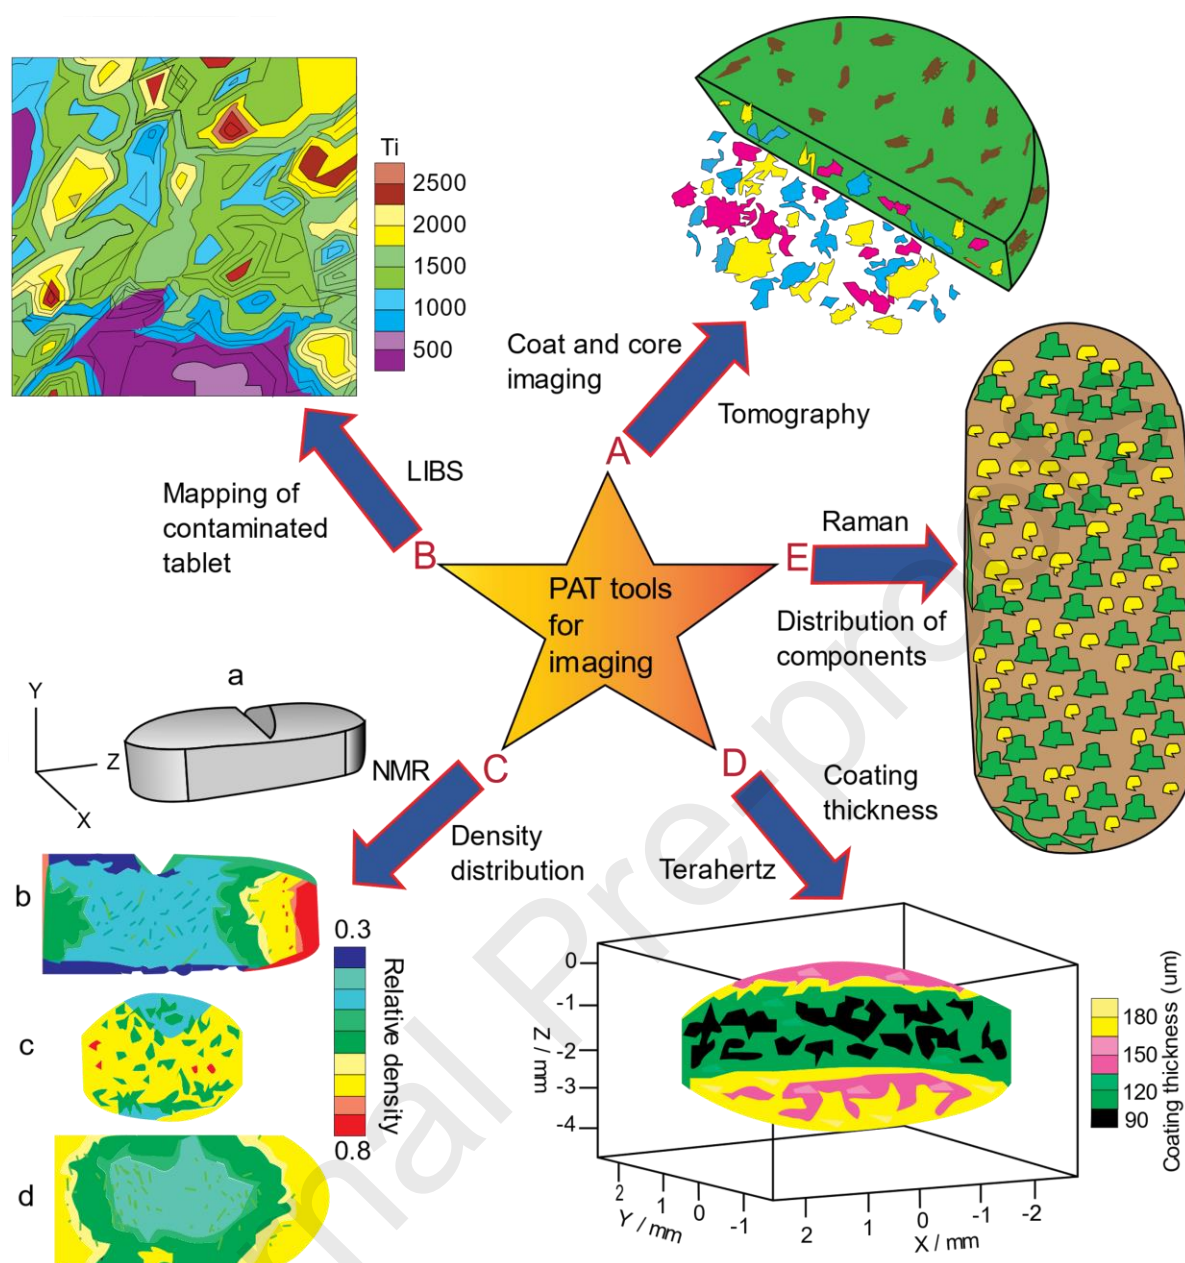 Ti
2500
2000
1500
1000
500
Coat and core
imaging
Tomography
A
LIBS
Mapping of
contaminated
tablet
B
Raman
E
Distribution of
components
PAT tools
for
imaging
a
Y
Z
X
NMR
C
Density
distribution
D
Coating
thickness
Terahertz
b
c
d
0.3
Relative density
0.8
0
-1
-2
-3
-4
Z / mm
2
1
0
-1
Y / mm
2
1
0
-1
-2
X / mm
180
150
120
90
Coating thickness (um)